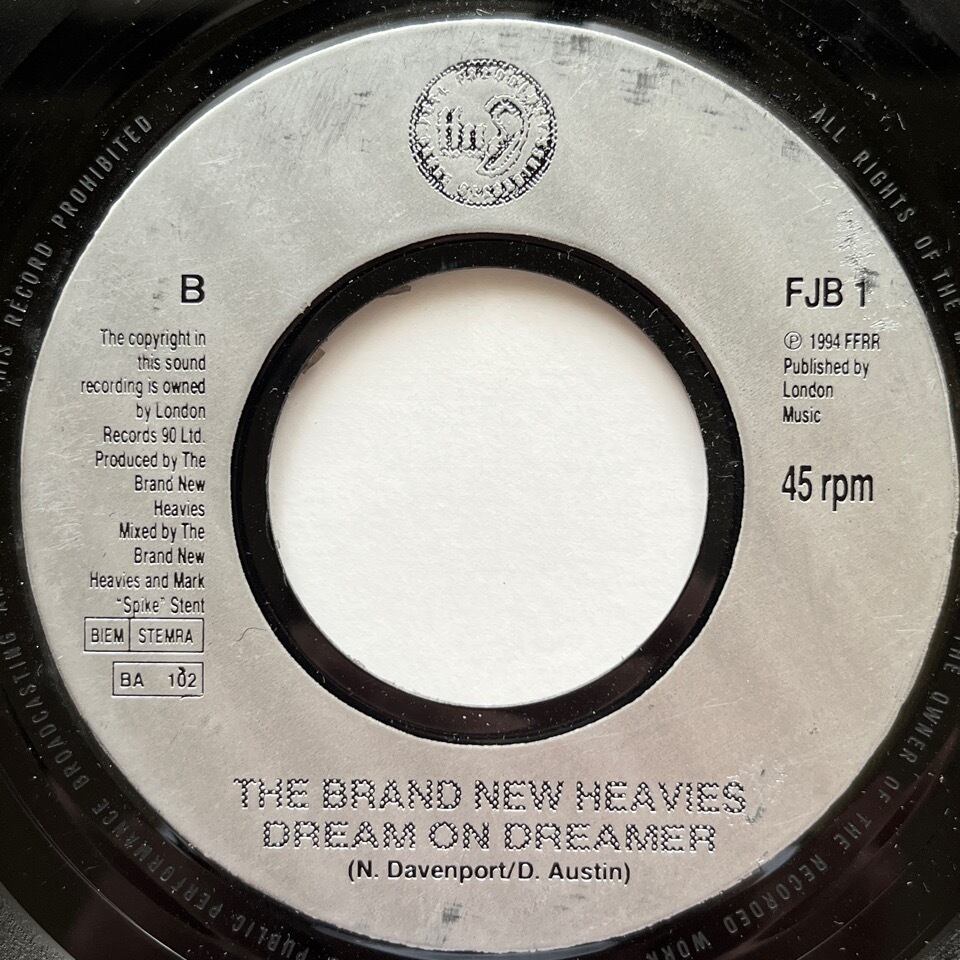 B
The copyright in
this sound
recording is owned
by London
Records 90 Ltd.
Produced by The
Brand New
Heavies
Mixed by The
Brand New
Heavies and Mark
"Spike" Stent
BIEM STEMRA
BA 102
FJB 1
℗ 1994 FFRR
Published by
London
Music
45 rpm
THE BRAND NEW HEAVIES
DREAM ON DREAMER
(N. Davenport/D. Austin)
ALL RIGHTS OF THE
THE OWNER OF THE RECORDED WORK
PUBLIC PERFORMANCE BROADCASTING
RECORD PROHIBITED